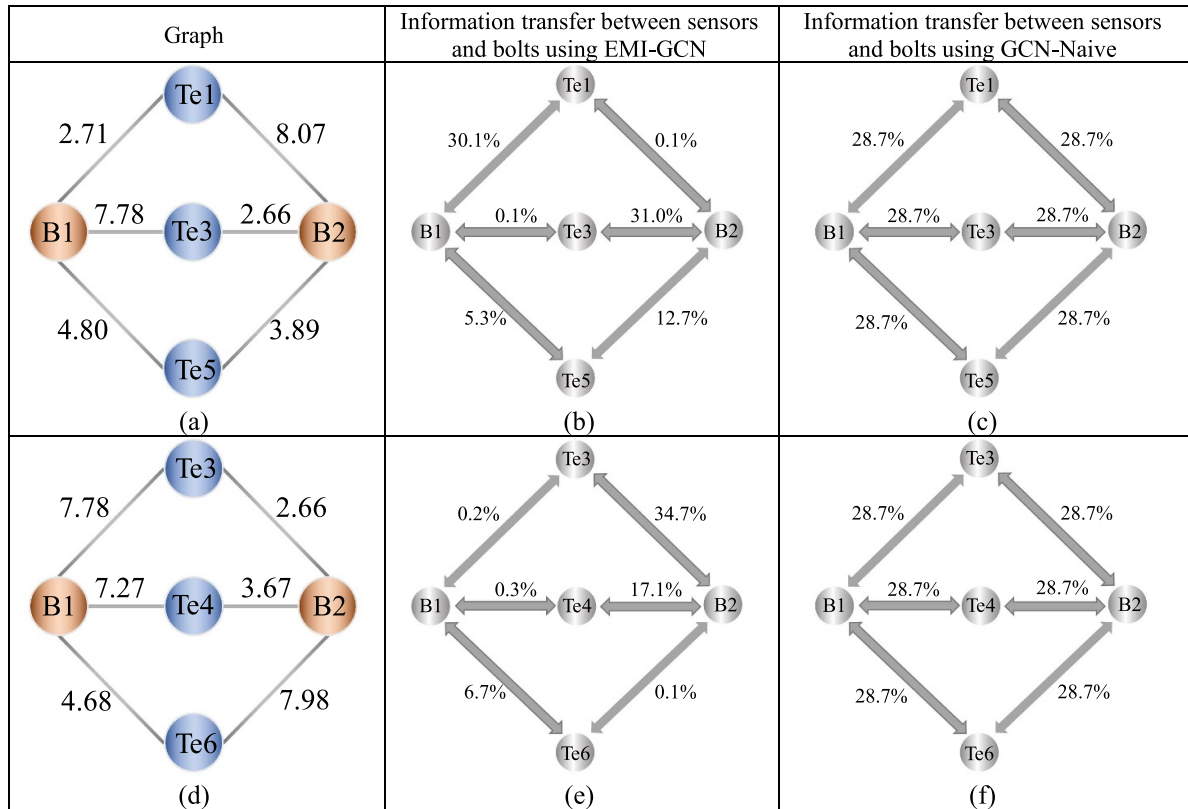 Graph
Information transfer between sensors
and bolts using EMI-GCN
Information transfer between sensors
and bolts using GCN-Naive
Te1
2.71
8.07
B1
7.78
Te3
2.66
B2
4.80
3.89
Te5
(a)
Te1
30.1%
0.1%
B1
0.1%
Te3
31.0%
B2
5.3%
12.7%
Te5
(b)
Te1
28.7%
28.7%
B1
28.7%
Te3
28.7%
B2
28.7%
28.7%
Te5
(c)
Te3
7.78
2.66
B1
7.27
Te4
3.67
B2
4.68
7.98
Te6
(d)
Te3
0.2%
34.7%
B1
0.3%
Te4
17.1%
B2
6.7%
0.1%
Te6
(e)
Te3
28.7%
28.7%
B1
28.7%
Te4
28.7%
B2
28.7%
28.7%
Te6
(f)